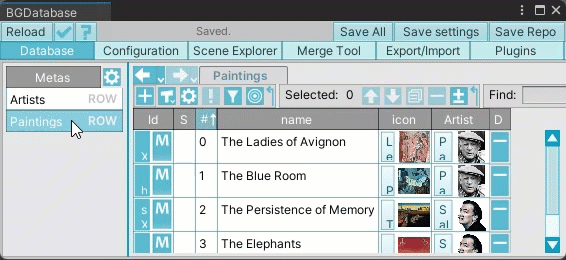 BGDatabase
Reload ? Saved. Save All Save settings Save Repo
Database Configuration Scene Explorer Merge Tool Export/Import Plugins
Metas
Artists ROW
Paintings ROW
Paintings
Selected: 0 Find:
Id S # name icon Artist D
x M 0 The Ladies of Avignon Le Pa
h M 1 The Blue Room P Pa
s x M 2 The Persistence of Memory T Sal
M 3 The Elephants S